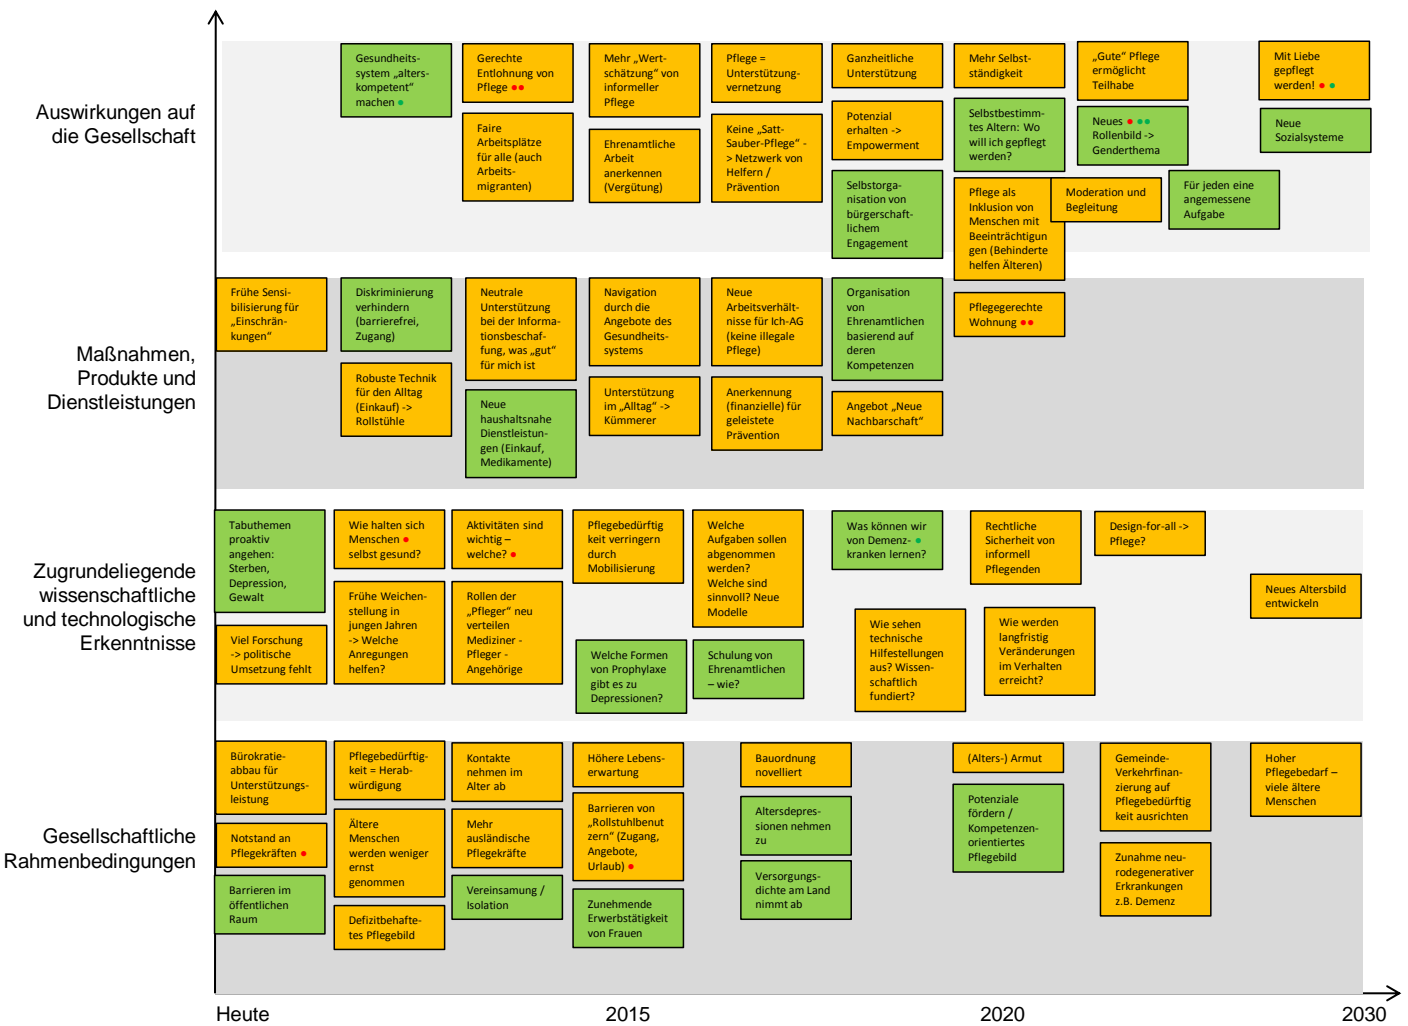 Auswirkungen auf
die Gesellschaft
Gesundheits-
system „alters-
kompetent“
machen
Gerechte
Entlohnung von
Pflege
Mehr „Wert-
schätzung“ von
informeller
Pflege
Pflege =
Unterstützung-
vernetzung
Ganzheitliche
Unterstützung
Mehr Selbst-
ständigkeit
„Gute“ Pflege
ermöglicht
Teilhabe
Mit Liebe
gepflegt
werden!
Faire
Arbeitsplätze
für alle (auch
Arbeits-
migranten)
Ehrenamtliche
Arbeit
anerkennen
(Vergütung)
Keine „Satt-
Sauber-Pflege“ -
> Netzwerk von
Helfern /
Prävention
Potenzial
erhalten ->
Empowerment
Selbstbestimm-
tes Altern: Wo
will ich gepflegt
werden?
Neues
Rollenbild ->
Genderthema
Neue
Sozialsysteme
Selbstorga-
nisation von
bürgerschaft-
lichem
Engagement
Pflege als
Inklusion von
Menschen mit
Beeinträchtigun
gen (Behinderte
helfen Älteren)
Moderation und
Begleitung
Für jeden eine
angemessene
Aufgabe
Maßnahmen,
Produkte und
Dienstleistungen
Frühe Sensi-
bilisierung für
„Einschrän-
kungen“
Diskriminierung
verhindern
(barrierefrei,
Zugang)
Neutrale
Unterstützung
bei der Informa-
tionsbeschaf-
fung, was „gut“
für mich ist
Navigation
durch die
Angebote des
Gesundheits-
systems
Neue
Arbeitsverhält-
nisse für Ich-AG
(keine illegale
Pflege)
Organisation
von
Ehrenamtlichen
basierend auf
deren
Kompetenzen
Pflegegerechte
Wohnung
Robuste Technik
für den Alltag
(Einkauf) ->
Rollstühle
Neue
haushaltsnahe
Dienstleistun-
gen (Einkauf,
Medikamente)
Unterstützung
im „Alltag“ ->
Kümmerer
Anerkennung
(finanzielle) für
geleistete
Prävention
Angebot „Neue
Nachbarschaft“
Zugrundeliegende
wissenschaftliche
und technologische
Erkenntnisse
Tabuthemen
proaktiv
angehen:
Sterben,
Depression,
Gewalt
Wie halten sich
Menschen
selbst gesund?
Aktivitäten sind
wichtig –
welche?
Pflegebedürftig
keit verringern
durch
Mobilisierung
Welche
Aufgaben sollen
abgenommen
werden?
Welche sind
sinnvoll? Neue
Modelle
Was können wir
von Demenz-
kranken lernen?
Rechtliche
Sicherheit von
informell
Pflegenden
Design-for-all ->
Pflege?
Neues Altersbild
entwickeln
Viel Forschung
-> politische
Umsetzung fehlt
Frühe Weichen-
stellung in
jungen Jahren
-> Welche
Anregungen
helfen?
Rollen der
„Pfleger“ neu
verteilen
Mediziner -
Pfleger -
Angehörige
Welche Formen
von Prophylaxe
gibt es zu
Depressionen?
Schulung von
Ehrenamtlichen
– wie?
Wie sehen
technische
Hilfestellungen
aus? Wissen-
schaftlich
fundiert?
Wie werden
langfristig
Veränderungen
im Verhalten
erreicht?
Gesellschaftliche
Rahmenbedingungen
Bürokratie-
abbau für
Unterstützungs-
leistung
Pflegebedürftig-
keit = Herab-
würdigung
Kontakte
nehmen im
Alter ab
Höhere Lebens-
erwartung
Bauordnung
novelliert
(Alters-) Armut
Gemeinde-
Verkehrfinan-
zierung auf
Pflegebedürftig
keit ausrichten
Hoher
Pflegebedarf –
viele ältere
Menschen
Notstand an
Pflegekräften
Ältere
Menschen
werden weniger
ernst
genommen
Mehr
ausländische
Pflegekräfte
Barrieren von
„Rollstuhlbenut
zern“ (Zugang,
Angebote,
Urlaub)
Altersdepres-
sionen nehmen
zu
Potenziale
fördern /
Kompetenzen-
orientiertes
Pflegebild
Zunahme neu-
rodegenerativer
Erkrankungen
z.B. Demenz
Barrieren im
öffentlichen
Raum
Defizitbehafte-
tes Pflegebild
Vereinsamung /
Isolation
Zunehmende
Erwerbstätigkeit
von Frauen
Versorgungs-
dichte am Land
nimmt ab
Heute
2015
2020
2030